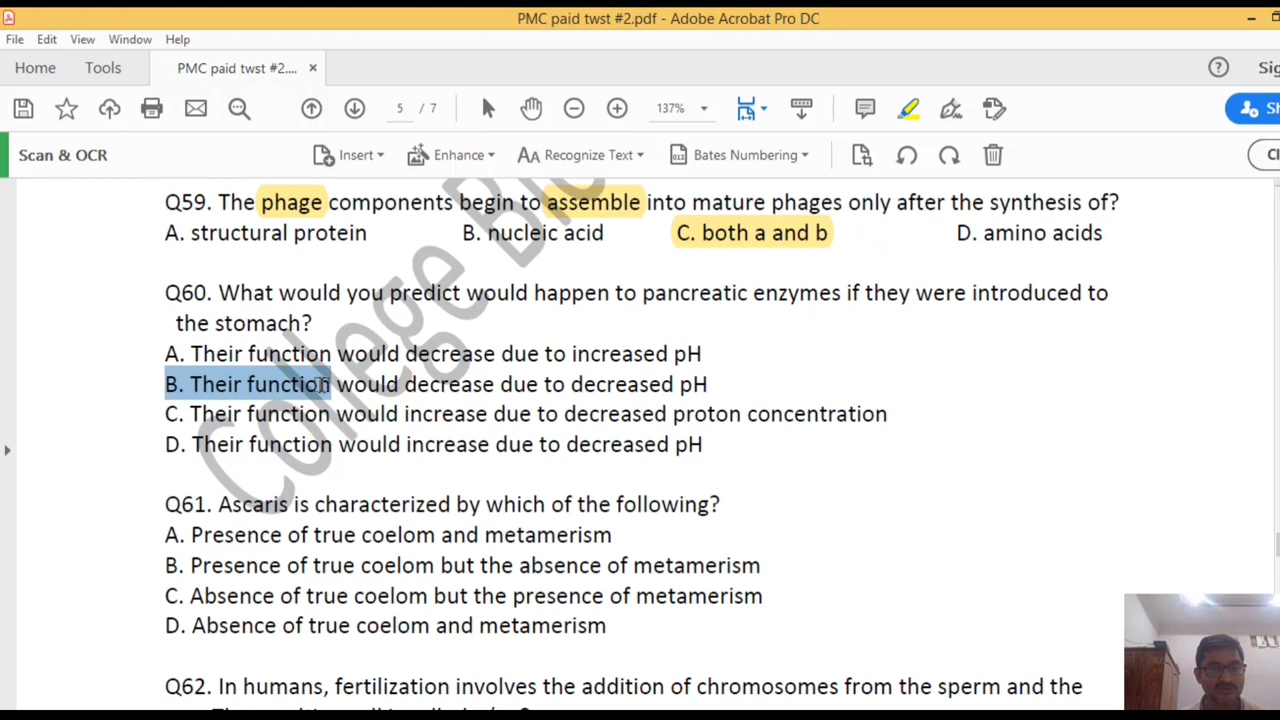 PMC paid twst #2.pdf - Adobe Acrobat Pro DC
File Edit View Window Help
Home Tools PMC paid twst #2.... ×
5 / 7 137%
Scan & OCR Insert Enhance Recognize Text Bates Numbering
Q59. The phage components begin to assemble into mature phages only after the synthesis of?
A. structural protein B. nucleic acid C. both a and b D. amino acids
Q60. What would you predict would happen to pancreatic enzymes if they were introduced to
the stomach?
A. Their function would decrease due to increased pH
B. Their function would decrease due to decreased pH
C. Their function would increase due to decreased proton concentration
D. Their function would increase due to decreased pH
Q61. Ascaris is characterized by which of the following?
A. Presence of true coelom and metamerism
B. Presence of true coelom but the absence of metamerism
C. Absence of true coelom but the presence of metamerism
D. Absence of true coelom and metamerism
Q62. In humans, fertilization involves the addition of chromosomes from the sperm and the
College